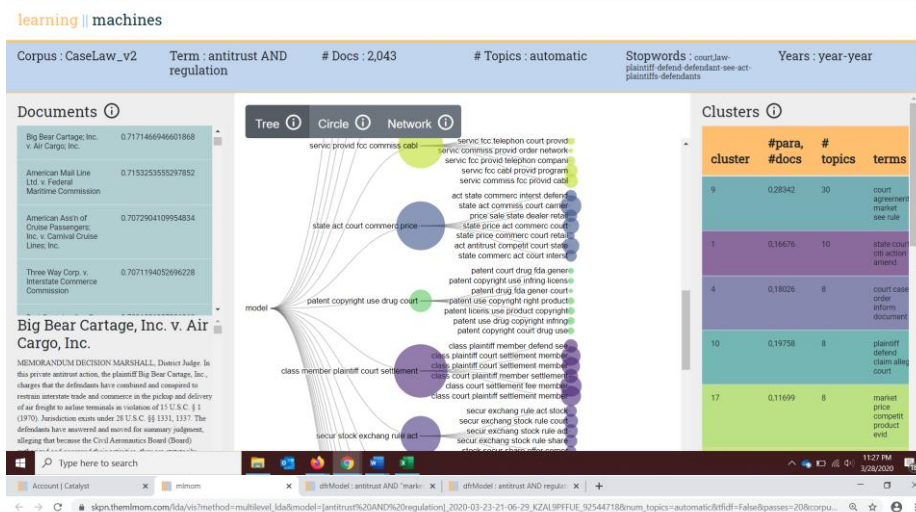 learning || machines
Corpus : CaseLaw_v2
Term : antitrust AND
regulation
# Docs : 2,043
# Topics : automatic
Stopwords : court,law-
plaintiff-defend-defendant-see-act-
plaintiffs-defendants
Years : year-year
Documents
Big Bear Cartage, Inc.
v. Air Cargo, Inc.
0.7171466946601868
American Mail Line
Ltd. v. Federal
Maritime Commission
0.7153253555297852
American Ass'n of
Cruise Passengers,
Inc. v. Carnival Cruise
Lines, Inc.
0.7072904109954834
Three Way Corp. v.
Interstate Commerce
Commission
0.7071194052696228
Big Bear Cartage, Inc. v. Air
Cargo, Inc.
MEMORANDUM DECISION MARSHALL, District Judge. In
this private antitrust action, the plaintiff Big Bear Cartage, Inc.,
charges that the defendants have combined and conspired to
restrain interstate trade and commerce in the pickup and delivery
of air freight to airline terminals in violation of 15 U.S.C. § 1
(1970). Jurisdiction exists under 28 U.S.C. §§ 1331, 1337. The
defendants have answered and moved for summary judgment,
alleging that because the Civil Aeronautics Board (Board)
Tree
Circle
Network
model
servic provid fcc commiss cabl
servic fcc telephon court provid
servic commiss provid order network
servic fcc provid telephon compani
servic fcc cabl provid program
servic commiss fcc provid cabl
state act court commerc price
act state commerc interst defend
state act commiss court carrier
price sale state dealer retai
state price act commerc court
state price commerc court retai
act antitrust competit court state
state commerc act court interst
patent copyright use drug court
patent court drug fda gener
patent copyright use infring licens
patent drug fda gener court
patent use copyright right product
patent licens use product copyright
patent use drug copyright infring
patent copyright court drug use
class member plaintiff court settlement
class plaintiff member defend see
class plaintiff court settlement member
class court plaintiff member settlement
class court settlement fee member
class court plaintiff settlement member
secur stock exchang rule act
secur exchang rule act stock
secur stock exchang rule court
secur exchang stock rule act
secur stock exchang rule share
Clusters
cluster
#para,
#docs
#
topics
terms
9
0,28342
30
court
agreement
market
see rule
1
0,16676
10
state court
citi action
amend
4
0,18026
8
court case
order
inform
document
10
0,19758
8
plaintiff
defend
claim alleg
court
17
0,11699
8
market
price
competit
product
evid
Type here to search
11:27 PM
3/28/2020
Account | Catalyst
mlmom
dfrModel : antitrust AND "marke
dfrModel : antitrust AND regulati
skpn.themlmom.com/lda/vis?method=multilevel_lda&model=[antitrust%20AND%20regulation]_2020-03-23-21-06-29_KZAL9PFFUE_92544718&num_topics=automatic&tfidf=False&passes=20&corpu...